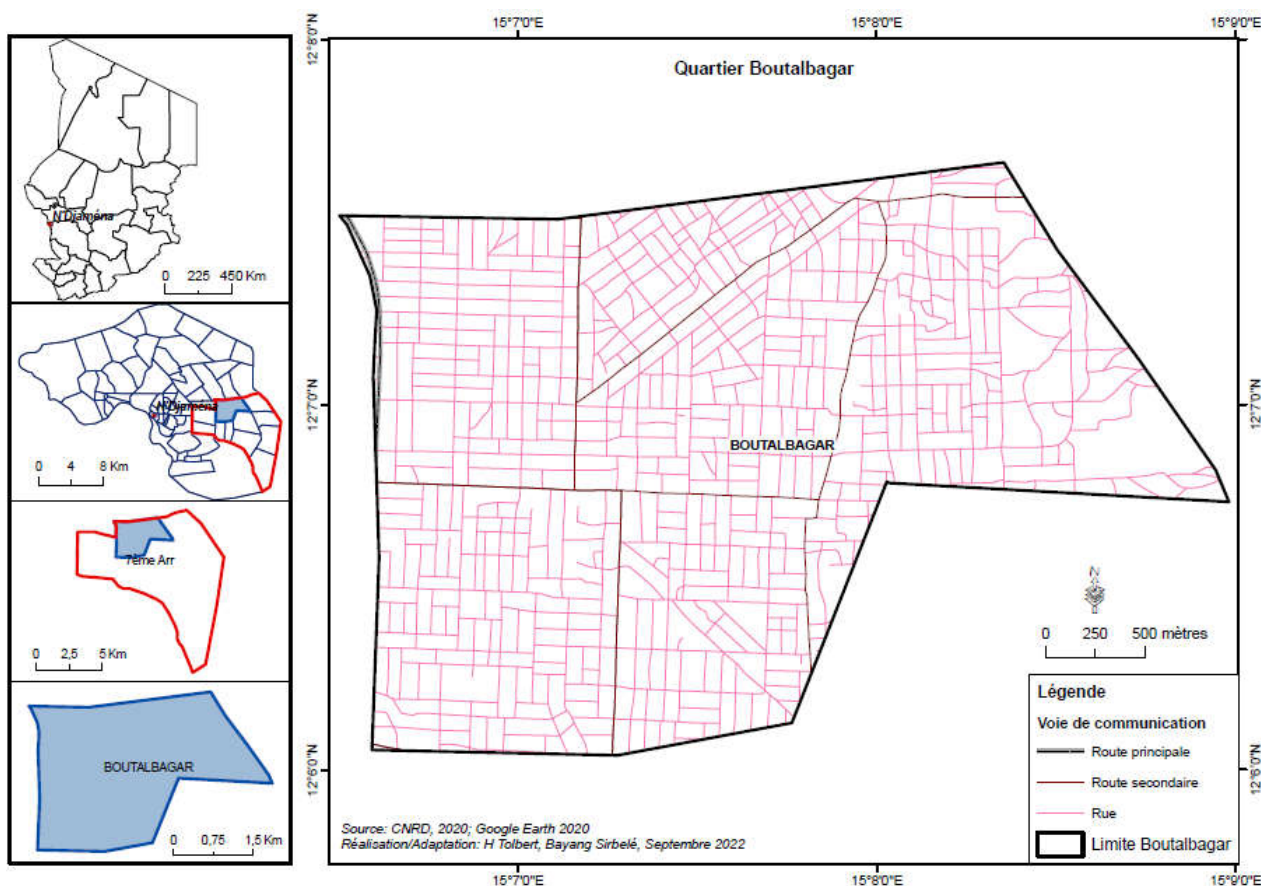 15°7'0"E
15°8'0"E
15°9'0"E
12°8'0"N
12°8'0"N
Quartier Boutalbagar
N'Djaména
0 225 450 Km
N'Djaména
0 4 8 Km
7ème Arr
0 2,5 5 Km
BOUTALBAGAR
0 0,75 1,5 Km
12°7'0"N
12°7'0"N
BOUTALBAGAR
N
0 250 500 mètres
Légende
Voie de communication
Route principale
Route secondaire
Rue
Limite Boutalbagar
12°6'0"N
12°6'0"N
Source: CNRD, 2020; Google Earth 2020
Réalisation/Adaptation: H Tolbert, Bayang Sirbelé, Septembre 2022
15°7'0"E
15°8'0"E
15°9'0"E